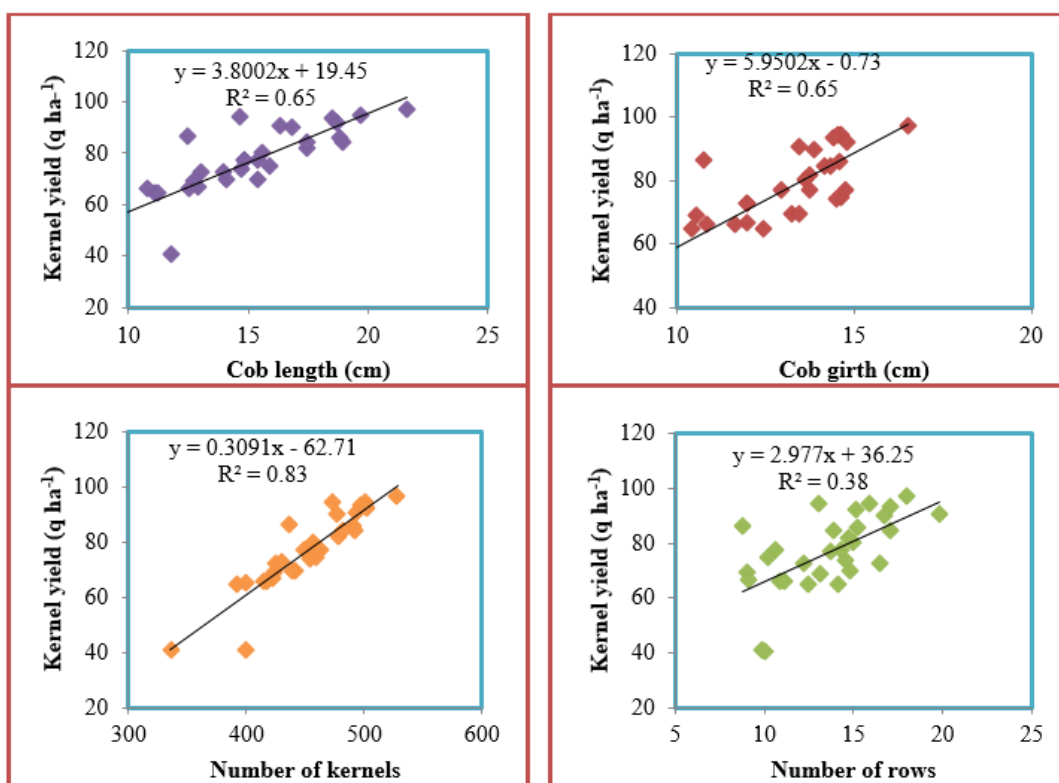 120
100
80
60
40
20
Kernel yield (q ha⁻¹)
y = 3.8002x + 19.45
R² = 0.65
10
15
20
25
Cob length (cm)
120
100
80
60
40
Kernel yield (q ha⁻¹)
y = 5.9502x - 0.73
R² = 0.65
10
15
20
Cob girth (cm)
120
100
80
60
40
20
Kernel yield (q ha⁻¹)
y = 0.3091x - 62.71
R² = 0.83
300
400
500
600
Number of kernels
120
100
80
60
40
20
Kernel yield (q ha⁻¹)
y = 2.977x + 36.25
R² = 0.38
5
10
15
20
25
Number of rows